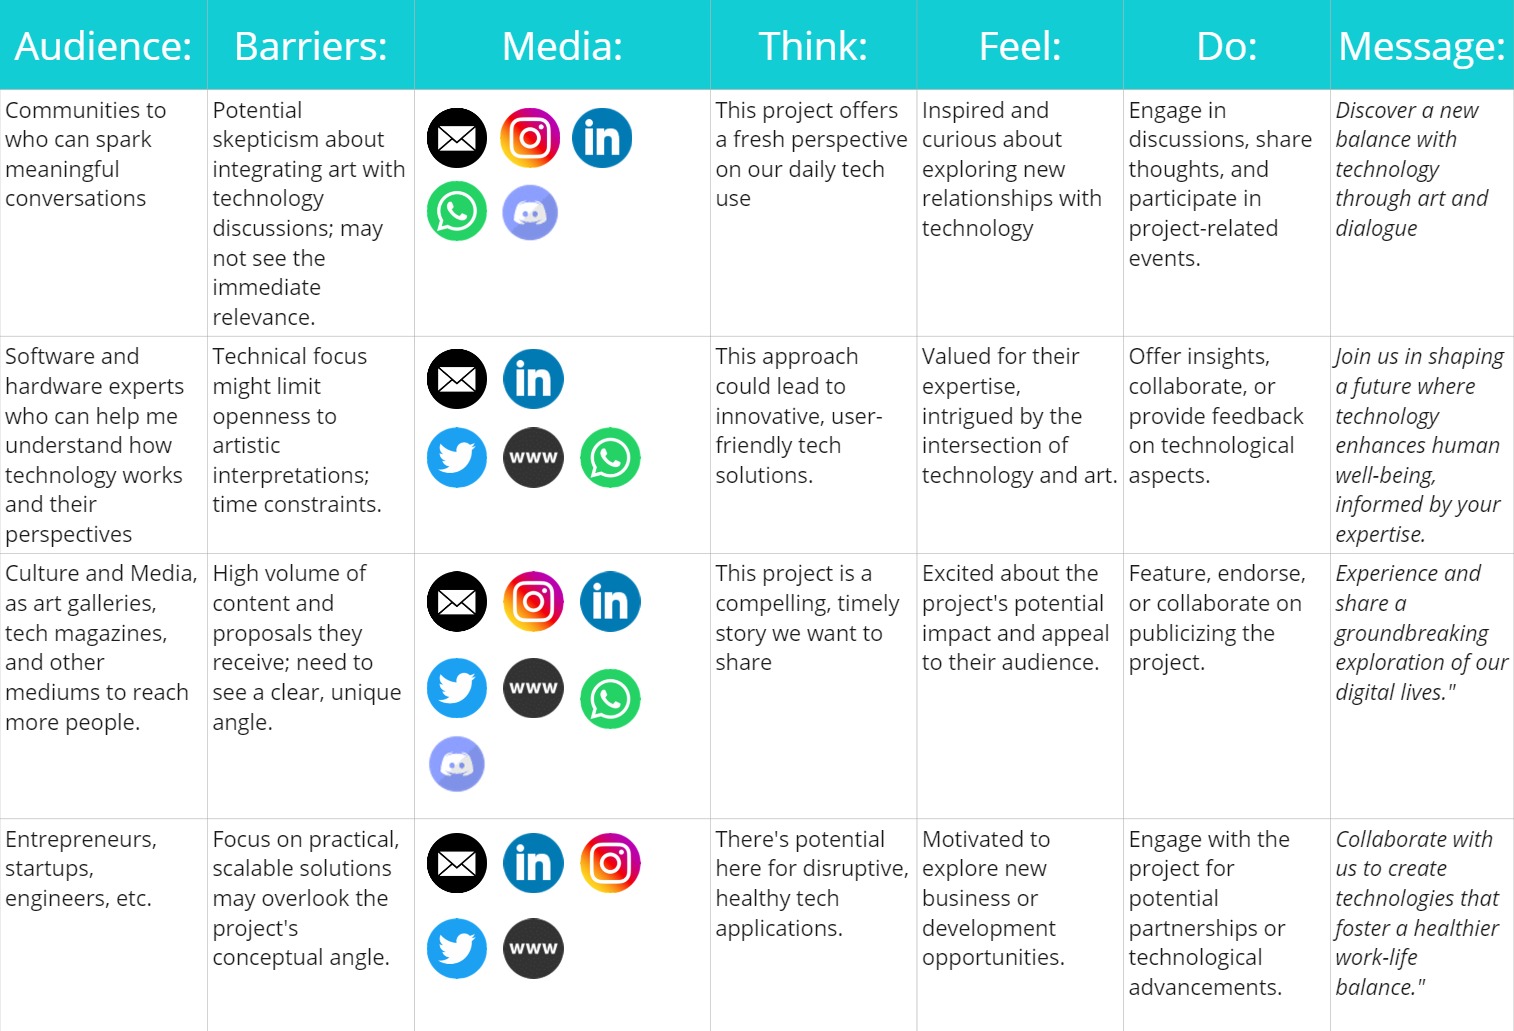 Audience:
Barriers:
Media:
Think:
Feel:
Do:
Message:
Communities to
who can spark
meaningful
conversations
Potential
skepticism about
integrating art with
technology
discussions; may
not see the
immediate
relevance.
in
This project offers
a fresh perspective
on our daily tech
use
Inspired and
curious about
exploring new
relationships with
technology
Engage in
discussions, share
thoughts, and
participate in
project-related
events.
Discover a new
balance with
technology
through art and
dialogue
Software and
hardware experts
who can help me
understand how
technology works
and their
perspectives
Technical focus
might limit
openness to
artistic
interpretations;
time constraints.
in
www
This approach
could lead to
innovative, user-
friendly tech
solutions.
Valued for their
expertise,
intrigued by the
intersection of
technology and art.
Offer insights,
collaborate, or
provide feedback
on technological
aspects.
Join us in shaping
a future where
technology
enhances human
well-being,
informed by your
expertise.
Culture and Media,
as art galleries,
tech magazines,
and other
mediums to reach
more people.
High volume of
content and
proposals they
receive; need to
see a clear, unique
angle.
in
www
This project is a
compelling, timely
story we want to
share
Excited about the
project's potential
impact and appeal
to their audience.
Feature, endorse,
or collaborate on
publicizing the
project.
Experience and
share a
groundbreaking
exploration of our
digital lives."
Entrepreneurs,
startups,
engineers, etc.
Focus on practical,
scalable solutions
may overlook the
project's
conceptual angle.
in
www
There's potential
here for disruptive,
healthy tech
applications.
Motivated to
explore new
business or
development
opportunities.
Engage with the
project for
potential
partnerships or
technological
advancements.
Collaborate with
us to create
technologies that
foster a healthier
work-life
balance."